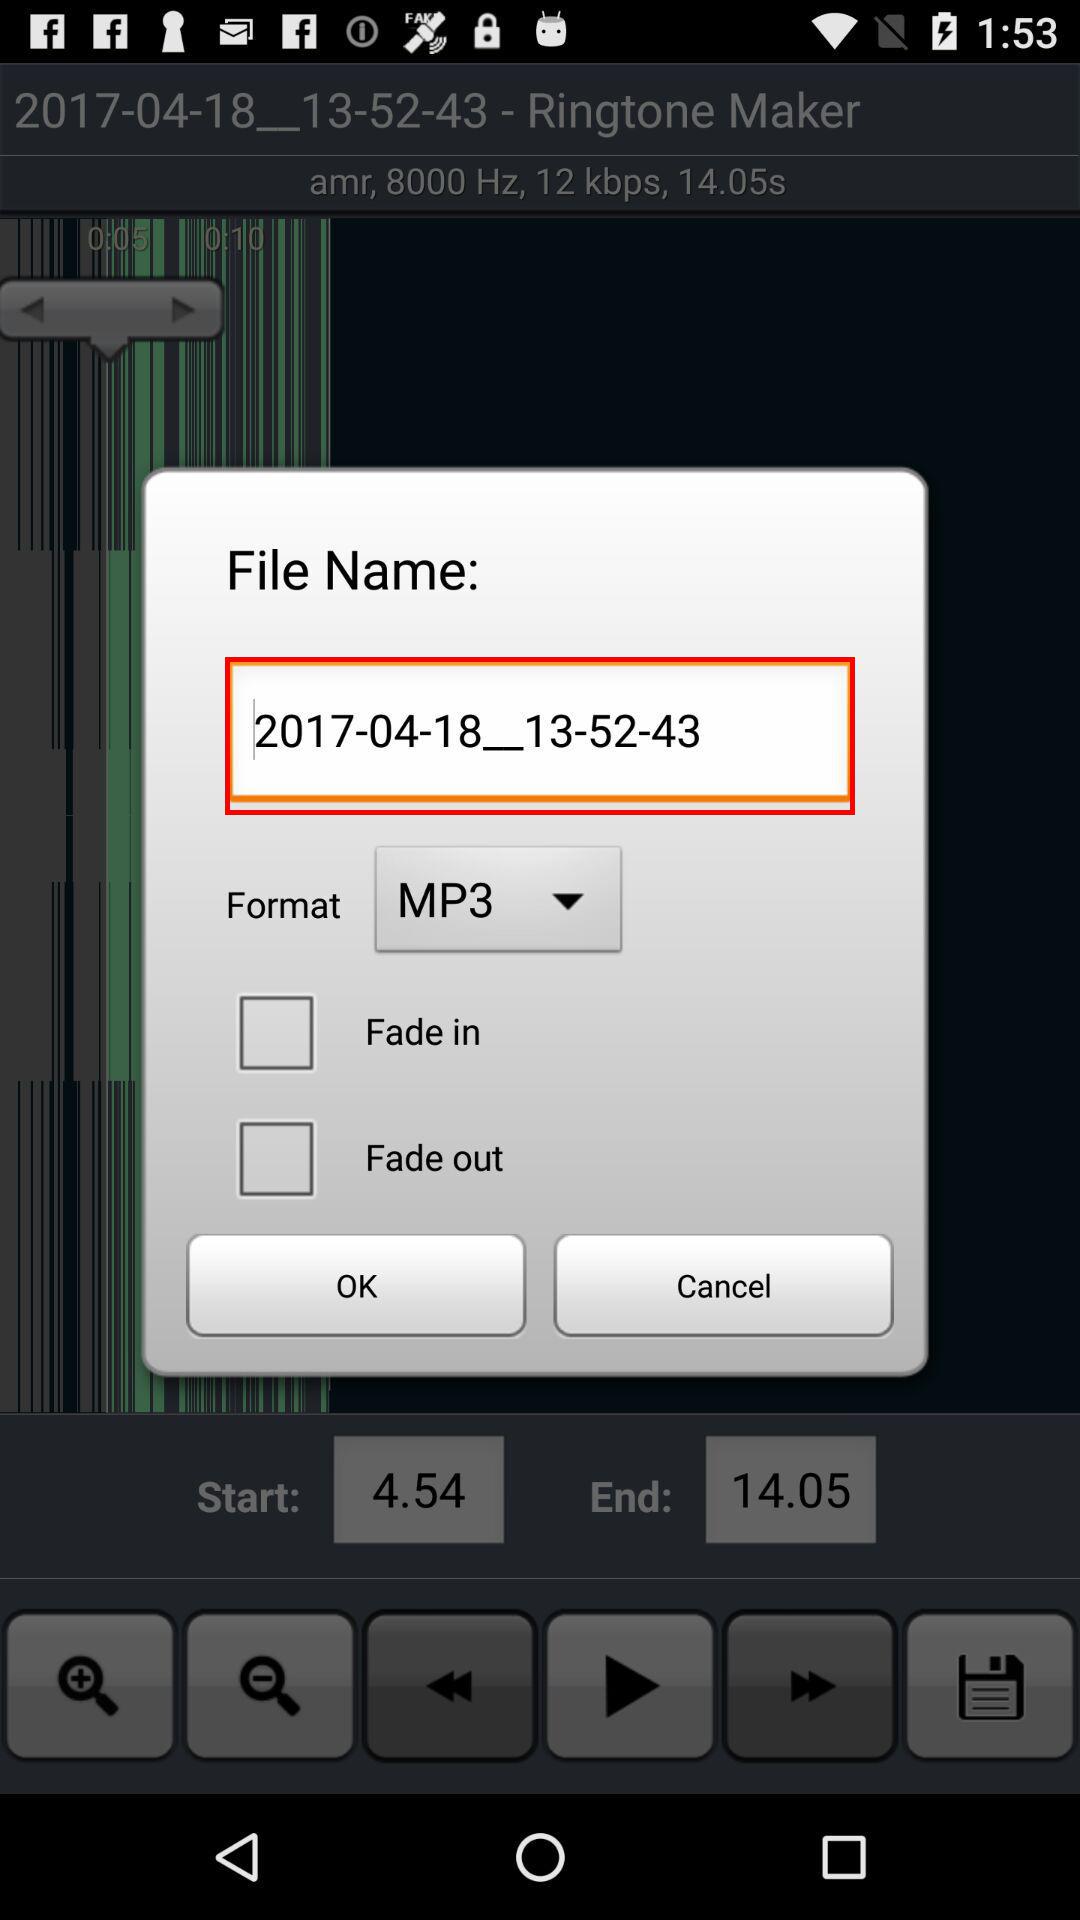 FAKE 1:53
2017-04-18__13-52-43 - Ringtone Maker
amr, 8000 Hz, 12 kbps, 14.05s
0:05 0:10
File Name:
2017-04-18__13-52-43
Format MP3
Fade in
Fade out
OK Cancel
Start: 4.54 End: 14.05